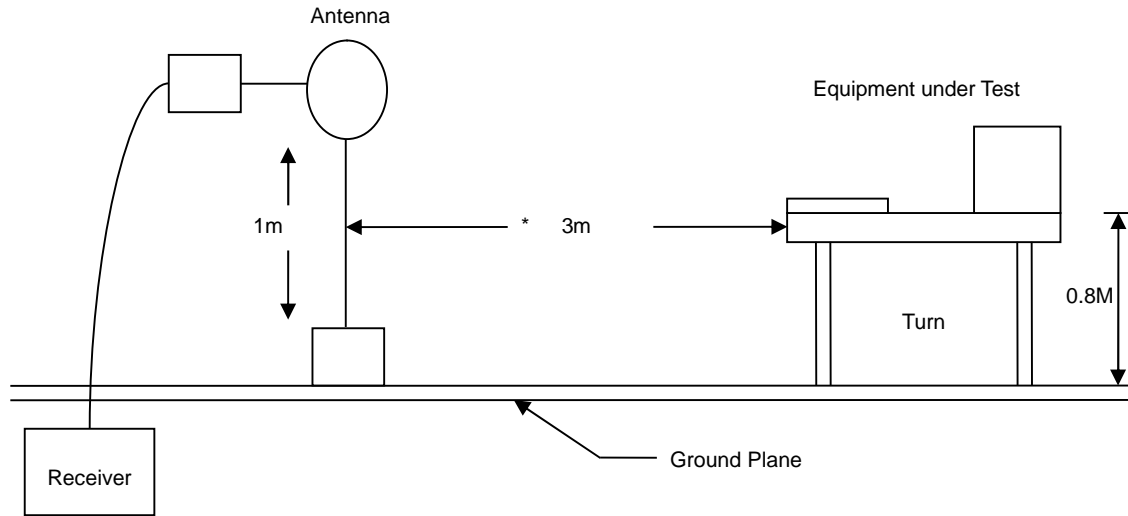 Antenna
Equipment under Test
1m
* 3m
0.8M
Turn
Receiver
Ground Plane